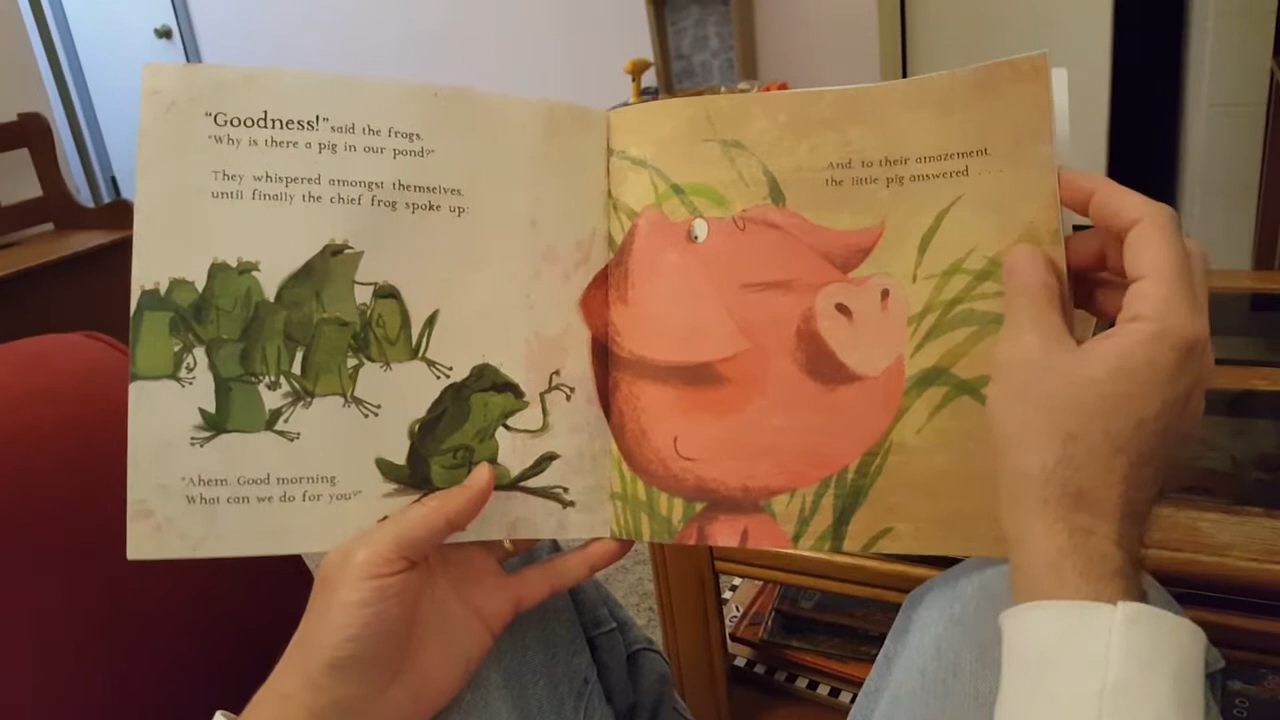 "Goodness!" said the frogs.
"Why is there a pig in our pond?"
They whispered amongst themselves,
until finally the chief frog spoke up:
"Ahem. Good morning.
What can we do for you?"
And, to their amazement,
the little pig answered . . .